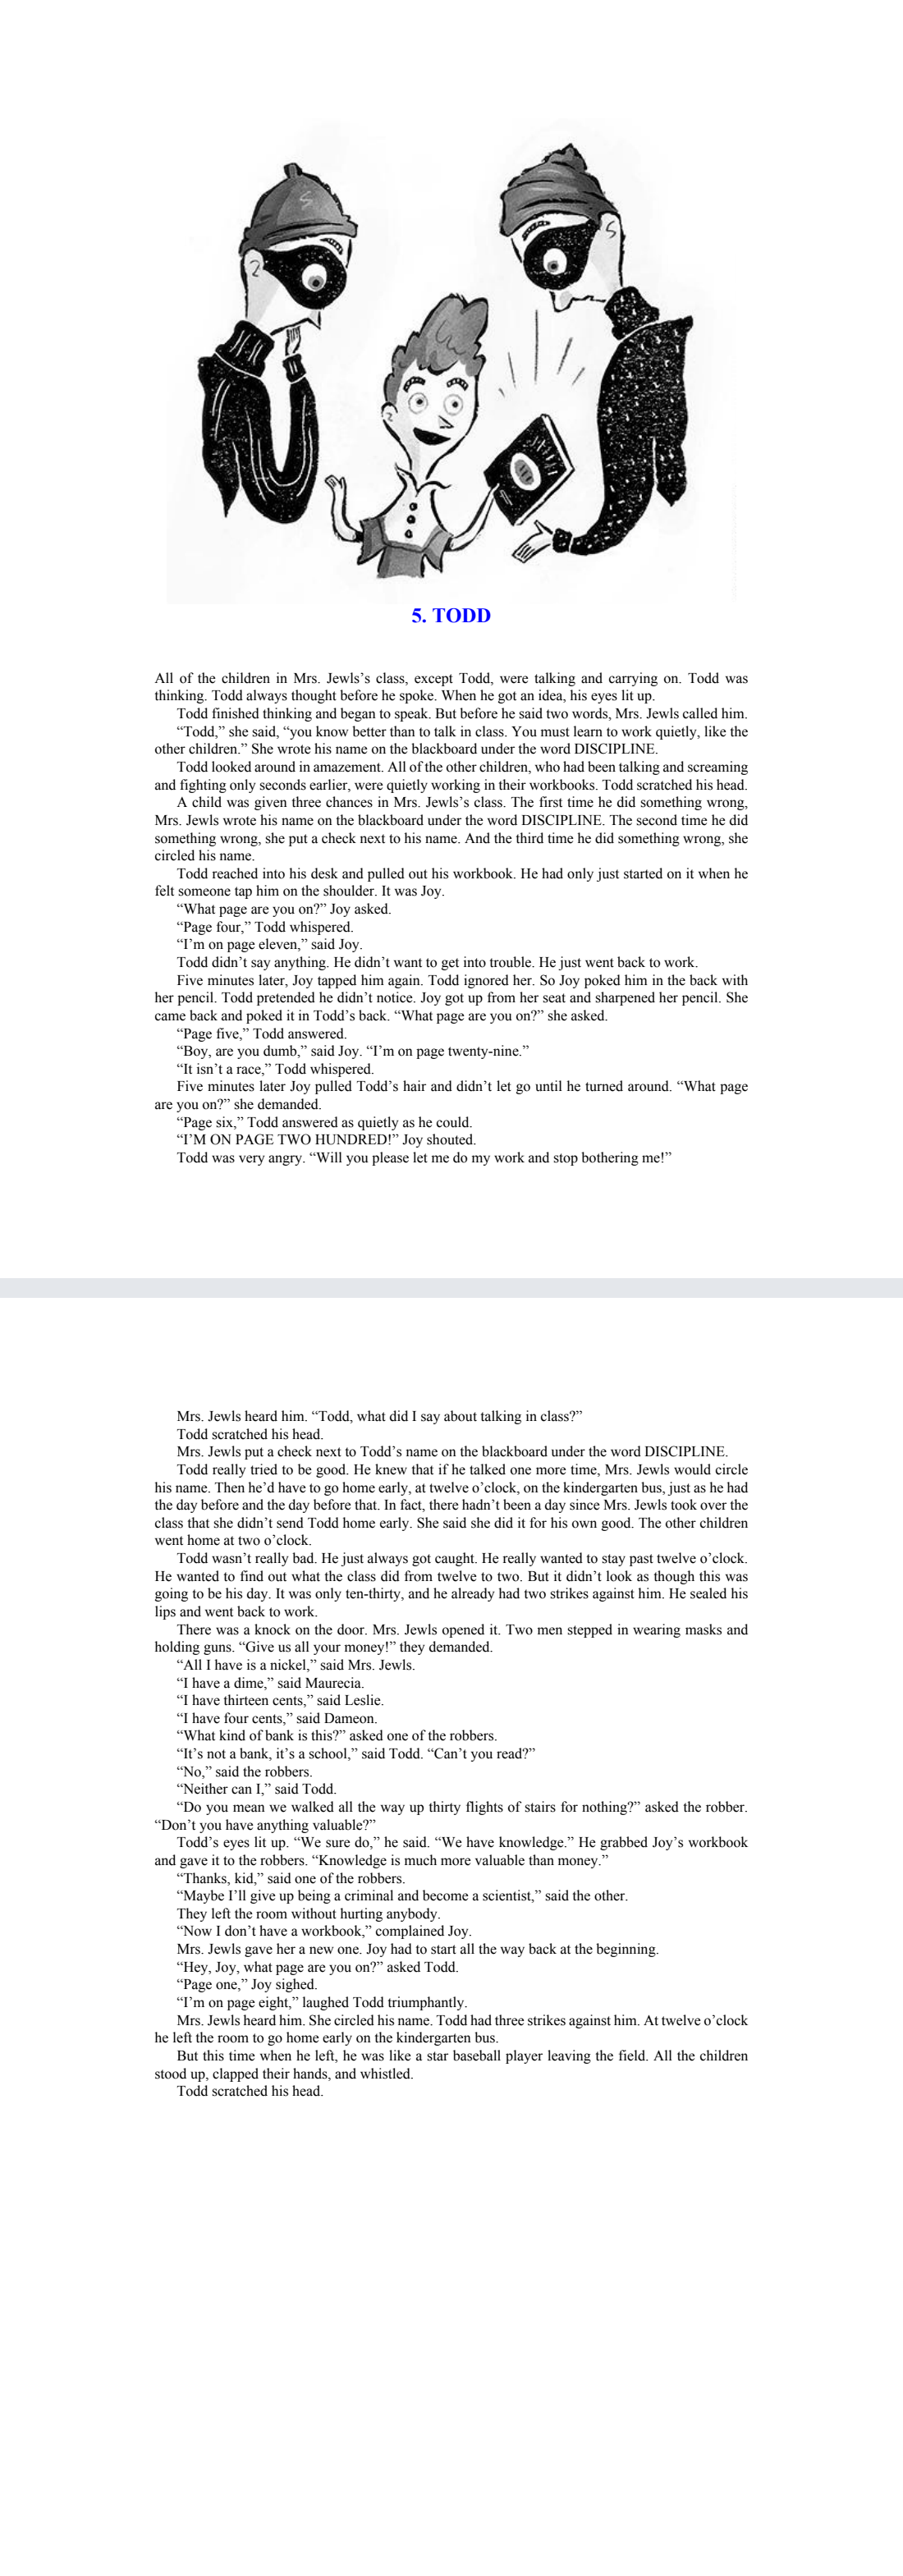 5. TODD
All of the children in Mrs. Jewls’s class, except Todd, were talking and carrying on. Todd was
thinking. Todd always thought before he spoke. When he got an idea, his eyes lit up.
Todd finished thinking and began to speak. But before he said two words, Mrs. Jewls called him.
“Todd,” she said, “you know better than to talk in class. You must learn to work quietly, like the
other children.” She wrote his name on the blackboard under the word DISCIPLINE.
Todd looked around in amazement. All of the other children, who had been talking and screaming
and fighting only seconds earlier, were quietly working in their workbooks. Todd scratched his head.
A child was given three chances in Mrs. Jewls’s class. The first time he did something wrong,
Mrs. Jewls wrote his name on the blackboard under the word DISCIPLINE. The second time he did
something wrong, she put a check next to his name. And the third time he did something wrong, she
circled his name.
Todd reached into his desk and pulled out his workbook. He had only just started on it when he
felt someone tap him on the shoulder. It was Joy.
“What page are you on?” Joy asked.
“Page four,” Todd whispered.
“I’m on page eleven,” said Joy.
Todd didn’t say anything. He didn’t want to get into trouble. He just went back to work.
Five minutes later, Joy tapped him again. Todd ignored her. So Joy poked him in the back with
her pencil. Todd pretended he didn’t notice. Joy got up from her seat and sharpened her pencil. She
came back and poked it in Todd’s back. “What page are you on?” she asked.
“Page five,” Todd answered.
“Boy, are you dumb,” said Joy. “I’m on page twenty-nine.”
“It isn’t a race,” Todd whispered.
Five minutes later Joy pulled Todd’s hair and didn’t let go until he turned around. “What page
are you on?” she demanded.
“Page six,” Todd answered as quietly as he could.
“I’M ON PAGE TWO HUNDRED!” Joy shouted.
Todd was very angry. “Will you please let me do my work and stop bothering me!”
Mrs. Jewls heard him. “Todd, what did I say about talking in class?”
Todd scratched his head.
Mrs. Jewls put a check next to Todd’s name on the blackboard under the word DISCIPLINE.
Todd really tried to be good. He knew that if he talked one more time, Mrs. Jewls would circle
his name. Then he’d have to go home early, at twelve o’clock, on the kindergarten bus, just as he had
the day before and the day before that. In fact, there hadn’t been a day since Mrs. Jewls took over the
class that she didn’t send Todd home early. She said she did it for his own good. The other children
went home at two o’clock.
Todd wasn’t really bad. He just always got caught. He really wanted to stay past twelve o’clock.
He wanted to find out what the class did from twelve to two. But it didn’t look as though this was
going to be his day. It was only ten-thirty, and he already had two strikes against him. He sealed his
lips and went back to work.
There was a knock on the door. Mrs. Jewls opened it. Two men stepped in wearing masks and
holding guns. “Give us all your money!” they demanded.
“All I have is a nickel,” said Mrs. Jewls.
“I have a dime,” said Maurecia.
“I have thirteen cents,” said Leslie.
“I have four cents,” said Dameon.
“What kind of bank is this?” asked one of the robbers.
“It’s not a bank, it’s a school,” said Todd. “Can’t you read?”
“No,” said the robbers.
“Neither can I,” said Todd.
“Do you mean we walked all the way up thirty flights of stairs for nothing?” asked the robber.
“Don’t you have anything valuable?”
Todd’s eyes lit up. “We sure do,” he said. “We have knowledge.” He grabbed Joy’s workbook
and gave it to the robbers. “Knowledge is much more valuable than money.”
“Thanks, kid,” said one of the robbers.
“Maybe I’ll give up being a criminal and become a scientist,” said the other.
They left the room without hurting anybody.
“Now I don’t have a workbook,” complained Joy.
Mrs. Jewls gave her a new one. Joy had to start all the way back at the beginning.
“Hey, Joy, what page are you on?” asked Todd.
“Page one,” Joy sighed.
“I’m on page eight,” laughed Todd triumphantly.
Mrs. Jewls heard him. She circled his name. Todd had three strikes against him. At twelve o’clock
he left the room to go home early on the kindergarten bus.
But this time when he left, he was like a star baseball player leaving the field. All the children
stood up, clapped their hands, and whistled.
Todd scratched his head.